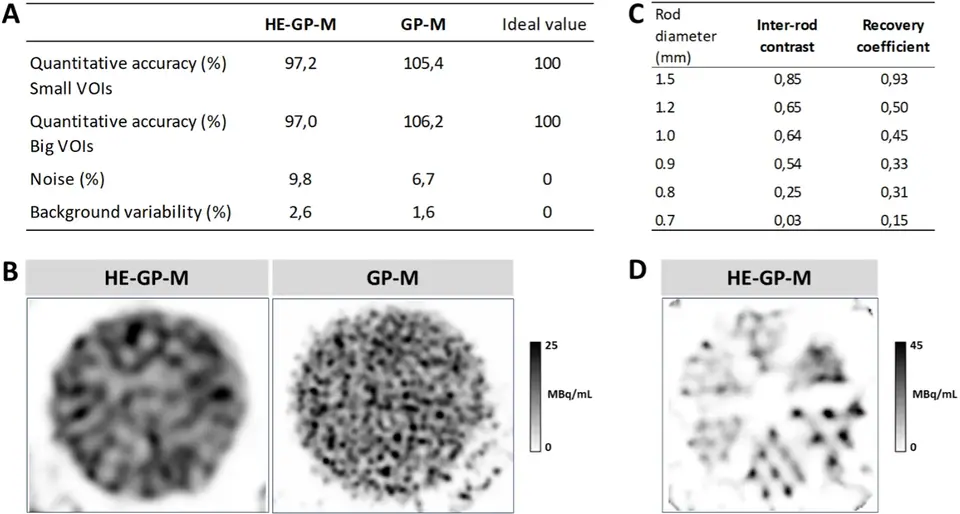 A
HE-GP-M GP-M Ideal value
Quantitative accuracy (%) 97,2 105,4 100
Small VOIs
Quantitative accuracy (%) 97,0 106,2 100
Big VOIs
Noise (%) 9,8 6,7 0
Background variability (%) 2,6 1,6 0
C
Rod
diameter
(mm)
Inter-rod
contrast
Recovery
coefficient
1.5 0,85 0,93
1.2 0,65 0,50
1.0 0,64 0,45
0.9 0,54 0,33
0.8 0,25 0,31
0.7 0,03 0,15
B
HE-GP-M GP-M
25
MBq/mL
0
D
HE-GP-M
45
MBq/mL
0